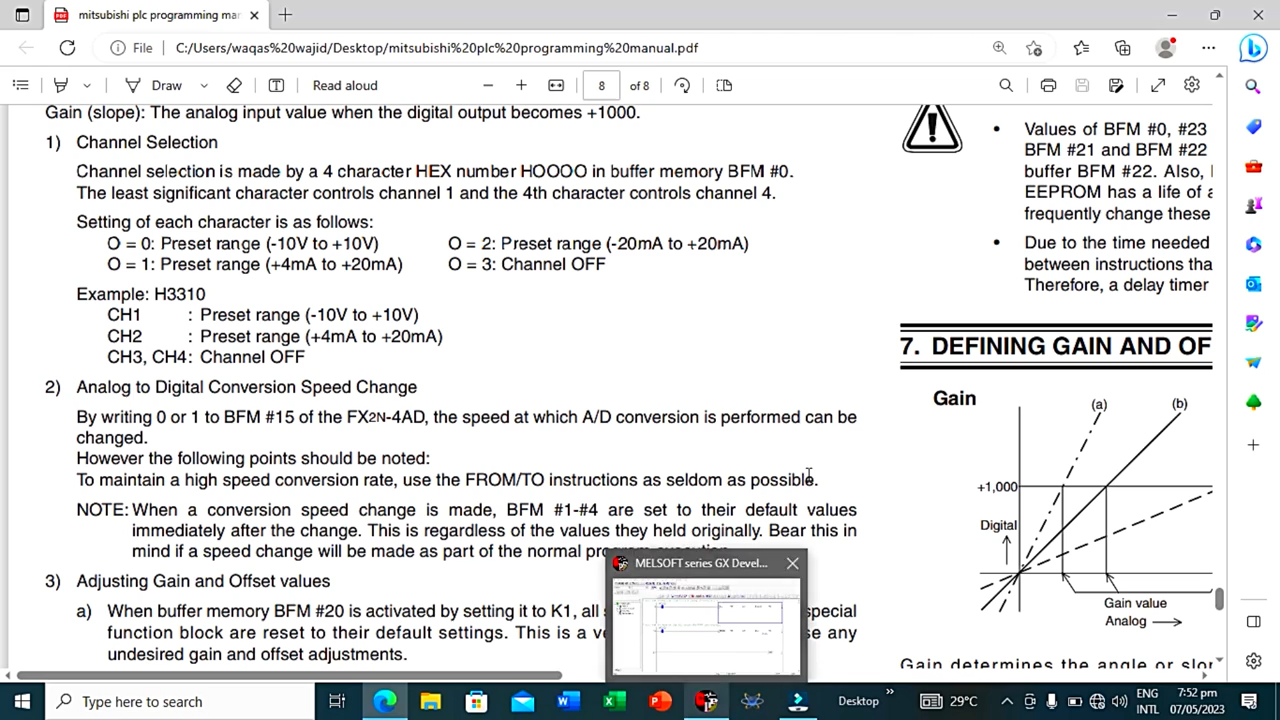 mitsubishi plc programming ma
File
C:/Users/waqas%20wajid/Desktop/mitsubishi%20plc%20programming%20manual.pdf
Draw
Read aloud
8
of 8
Gain (slope): The analog input value when the digital output becomes +1000.
1) Channel Selection
Channel selection is made by a 4 character HEX number HOOOO in buffer memory BFM #0.
The least significant character controls channel 1 and the 4th character controls channel 4.
Setting of each character is as follows:
O = 0: Preset range (-10V to +10V) O = 2: Preset range (-20mA to +20mA)
O = 1: Preset range (+4mA to +20mA) O = 3: Channel OFF
Example: H3310
CH1 : Preset range (-10V to +10V)
CH2 : Preset range (+4mA to +20mA)
CH3, CH4: Channel OFF
2) Analog to Digital Conversion Speed Change
By writing 0 or 1 to BFM #15 of the FX2N-4AD, the speed at which A/D conversion is performed can be
changed.
However the following points should be noted:
To maintain a high speed conversion rate, use the FROM/TO instructions as seldom as possible.
NOTE: When a conversion speed change is made, BFM #1-#4 are set to their default values
immediately after the change. This is regardless of the values they held originally. Bear this in
mind if a speed change will be made as part of the normal program execution.
3) Adjusting Gain and Offset values
a) When buffer memory BFM #20 is activated by setting it to K1, all s special
function block are reset to their default settings. This is a ve se any
undesired gain and offset adjustments.
• Values of BFM #0, #23
BFM #21 and BFM #22
buffer BFM #22. Also,
EEPROM has a life of a
frequently change these
• Due to the time needed
between instructions tha
Therefore, a delay timer
7. DEFINING GAIN AND OF
Gain
(a)
(b)
+1,000
Digital
Gain value
Analog
Gain determines the angle or slop
MELSOFT series GX Devel...
Type here to search
Desktop
29°C
ENG
INTL
7:52 pm
07/05/2023